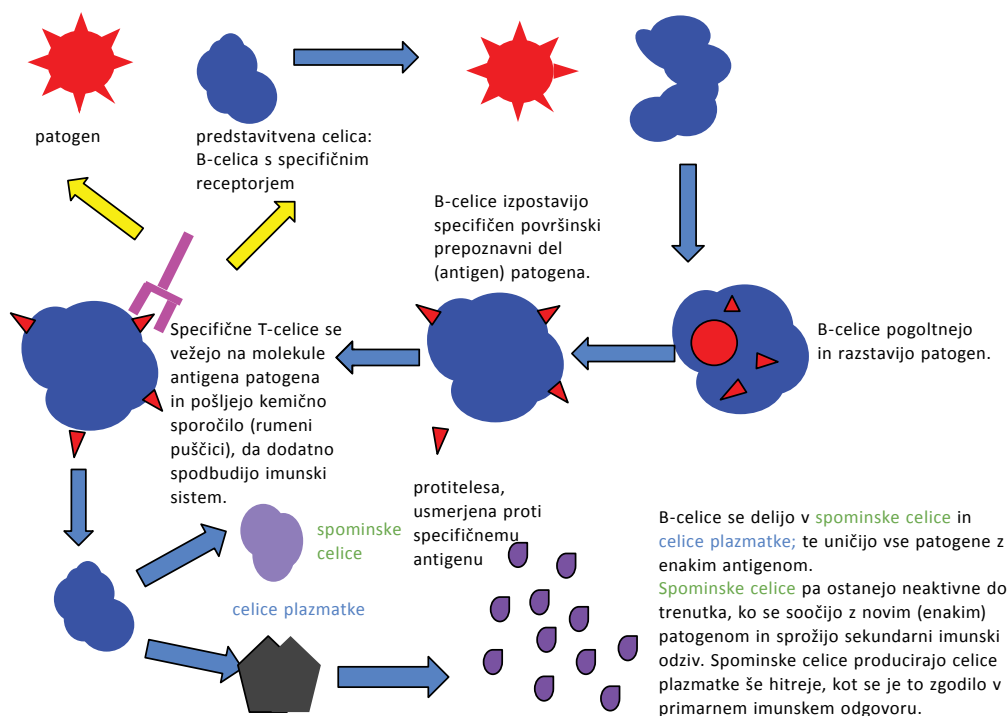 patogen
predstavitvena celica:
B-celica s specifičnim
receptorjem
B-celice izpostavijo
specifičen površinski
prepoznavni del
(antigen) patogena.
B-celice pogoltnejo
in razstavijo patogen.
Specifične T-celice se
vežejo na molekule
antigena patogena
in pošljejo kemično
sporočilo (rumeni
puščici), da dodatno
spodbudijo imunski
sistem.
protitelesa,
usmerjena proti
specifičnemu
antigenu
spominske
celice
celice plazmatke
B-celice se delijo v spominske celice in
celice plazmatke; te uničijo vse patogene z
enakim antigenom.
Spominske celice pa ostanejo neaktivne do
trenutka, ko se soočijo z novim (enakim)
patogenom in sprožijo sekundarni imunski
odziv. Spominske celice producirajo celice
plazmatke še hitreje, kot se je to zgodilo v
primarnem imunskem odgovoru.